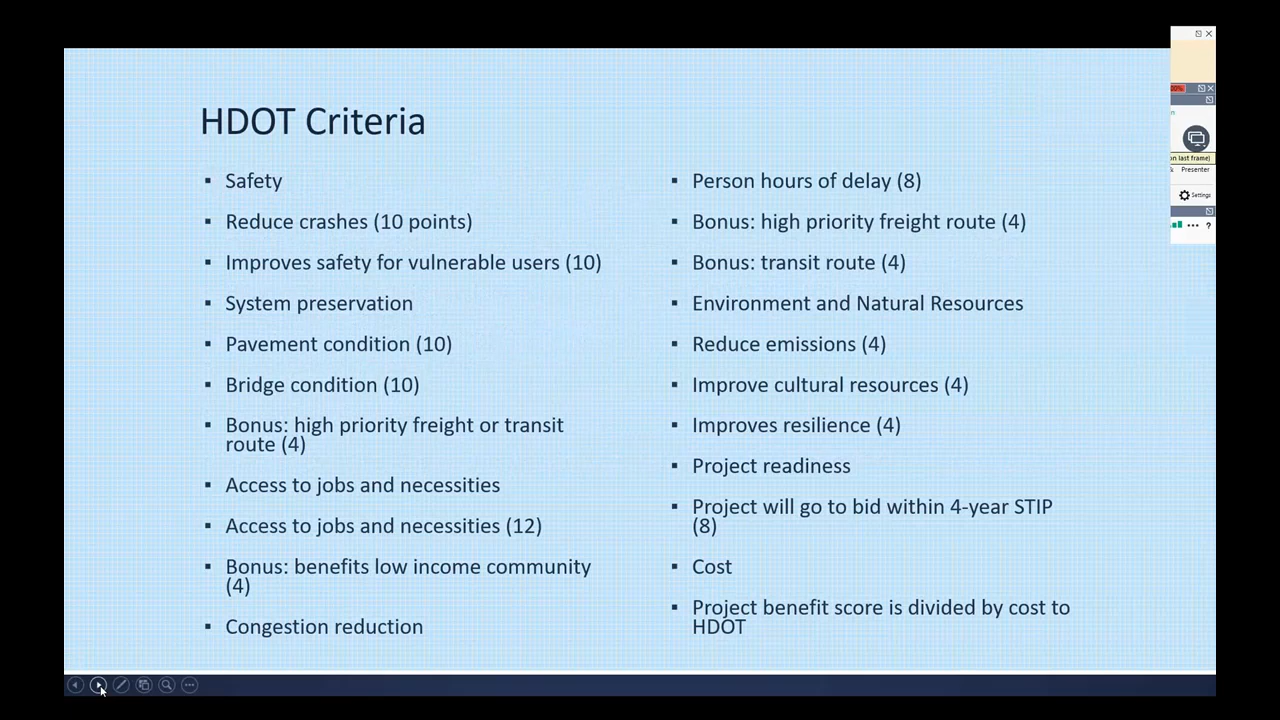 HDOT Criteria
▪ Safety
▪ Reduce crashes (10 points)
▪ Improves safety for vulnerable users (10)
▪ System preservation
▪ Pavement condition (10)
▪ Bridge condition (10)
▪ Bonus: high priority freight or transit
route (4)
▪ Access to jobs and necessities
▪ Access to jobs and necessities (12)
▪ Bonus: benefits low income community
(4)
▪ Congestion reduction
▪ Person hours of delay (8)
▪ Bonus: high priority freight route (4)
▪ Bonus: transit route (4)
▪ Environment and Natural Resources
▪ Reduce emissions (4)
▪ Improve cultural resources (4)
▪ Improves resilience (4)
▪ Project readiness
▪ Project will go to bid within 4-year STIP
(8)
▪ Cost
▪ Project benefit score is divided by cost to
HDOT
on last frame)
Presenter
Settings
?